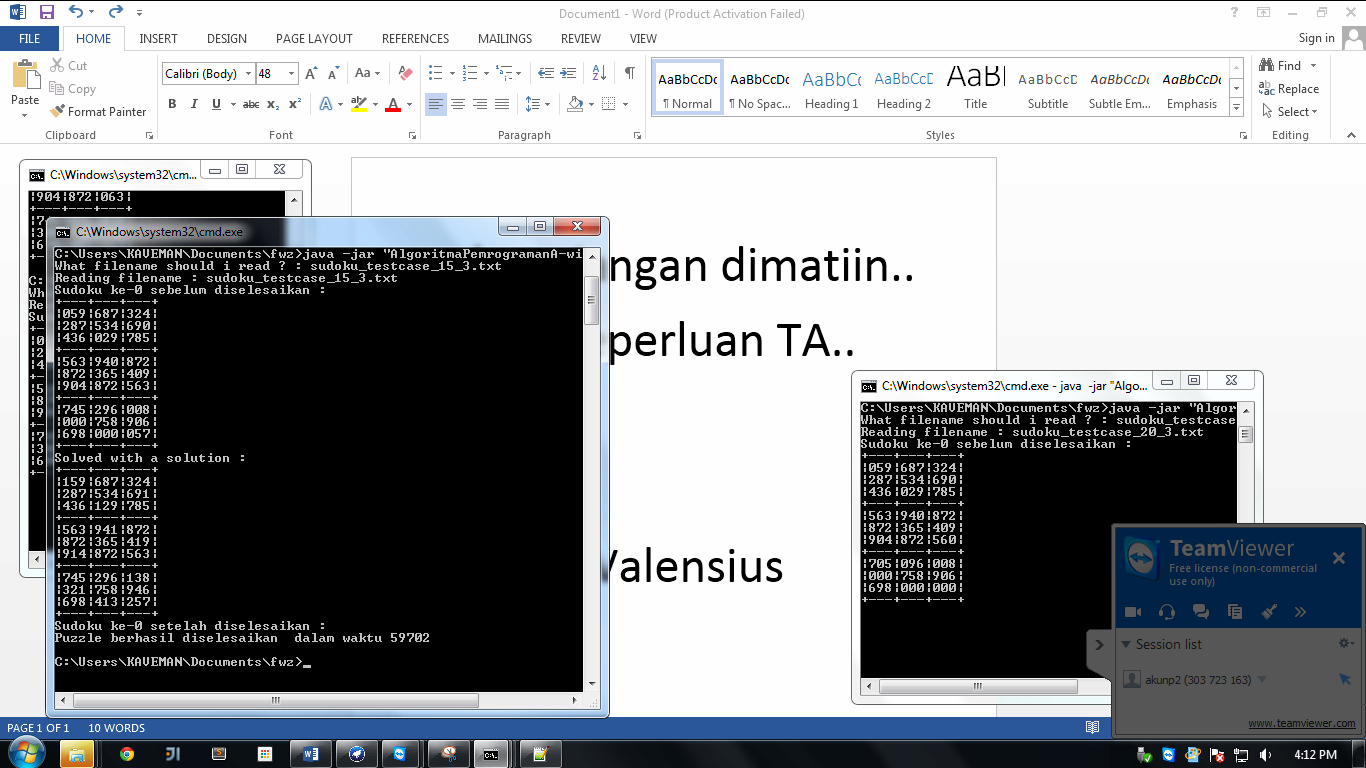 Document1 - Word (Product Activation Failed)
FILE HOME INSERT DESIGN PAGE LAYOUT REFERENCES MAILINGS REVIEW VIEW Sign in
Cut
Copy
Format Painter
Paste
Calibri (Body) 48
Clipboard Font Paragraph Styles Editing
AaBbCcDc AaBbCcDc AaBbCc AaBbCcD AaBl AaBbCcD AaBbCcDc AaBbCcDc
¶ Normal ¶ No Spac... Heading 1 Heading 2 Title Subtitle Subtle Em... Emphasis
Find
Replace
Select
ngan dimatiin..
perluan TA..
Valensius
C:\Windows\system32\cm...
¦904¦872¦063¦
+---+---+---+
C:\Windows\system32\cmd.exe
C:\Users\KAVEMAN\Documents\fwz>java -jar "AlgoritmaPemrogramanA-wi
What filename should i read ? : sudoku_testcase_15_3.txt
Reading filename : sudoku_testcase_15_3.txt
Sudoku ke-0 sebelum diselesaikan :
+---+---+---+
¦059¦687¦324¦
¦287¦534¦690¦
¦436¦029¦785¦
+---+---+---+
¦563¦940¦872¦
¦872¦365¦409¦
¦904¦872¦563¦
+---+---+---+
¦745¦296¦008¦
¦000¦758¦906¦
¦698¦000¦057¦
+---+---+---+
Solved with a solution :
+---+---+---+
¦159¦687¦324¦
¦287¦534¦691¦
¦436¦129¦785¦
+---+---+---+
¦563¦941¦872¦
¦872¦365¦419¦
¦914¦872¦563¦
+---+---+---+
¦745¦296¦138¦
¦321¦758¦946¦
¦698¦413¦257¦
+---+---+---+
Sudoku ke-0 setelah diselesaikan :
Puzzle berhasil diselesaikan  dalam waktu 59702
C:\Users\KAVEMAN\Documents\fwz>_
C:\Windows\system32\cmd.exe - java -jar "Algo...
C:\Users\KAVEMAN\Documents\fwz>java -jar "Algor
What filename should i read ? : sudoku_testcase
Reading filename : sudoku_testcase_20_3.txt
Sudoku ke-0 sebelum diselesaikan :
+---+---+---+
¦059¦687¦324¦
¦287¦534¦690¦
¦436¦029¦785¦
+---+---+---+
¦563¦940¦872¦
¦872¦365¦409¦
¦904¦872¦560¦
+---+---+---+
¦705¦096¦008¦
¦000¦758¦906¦
¦698¦000¦000¦
+---+---+---+
TeamViewer
Free license (non-commercial
use only)
Session list
akunp2 (303 723 163)
www.teamviewer.com
PAGE 1 OF 1 10 WORDS
4:12 PM